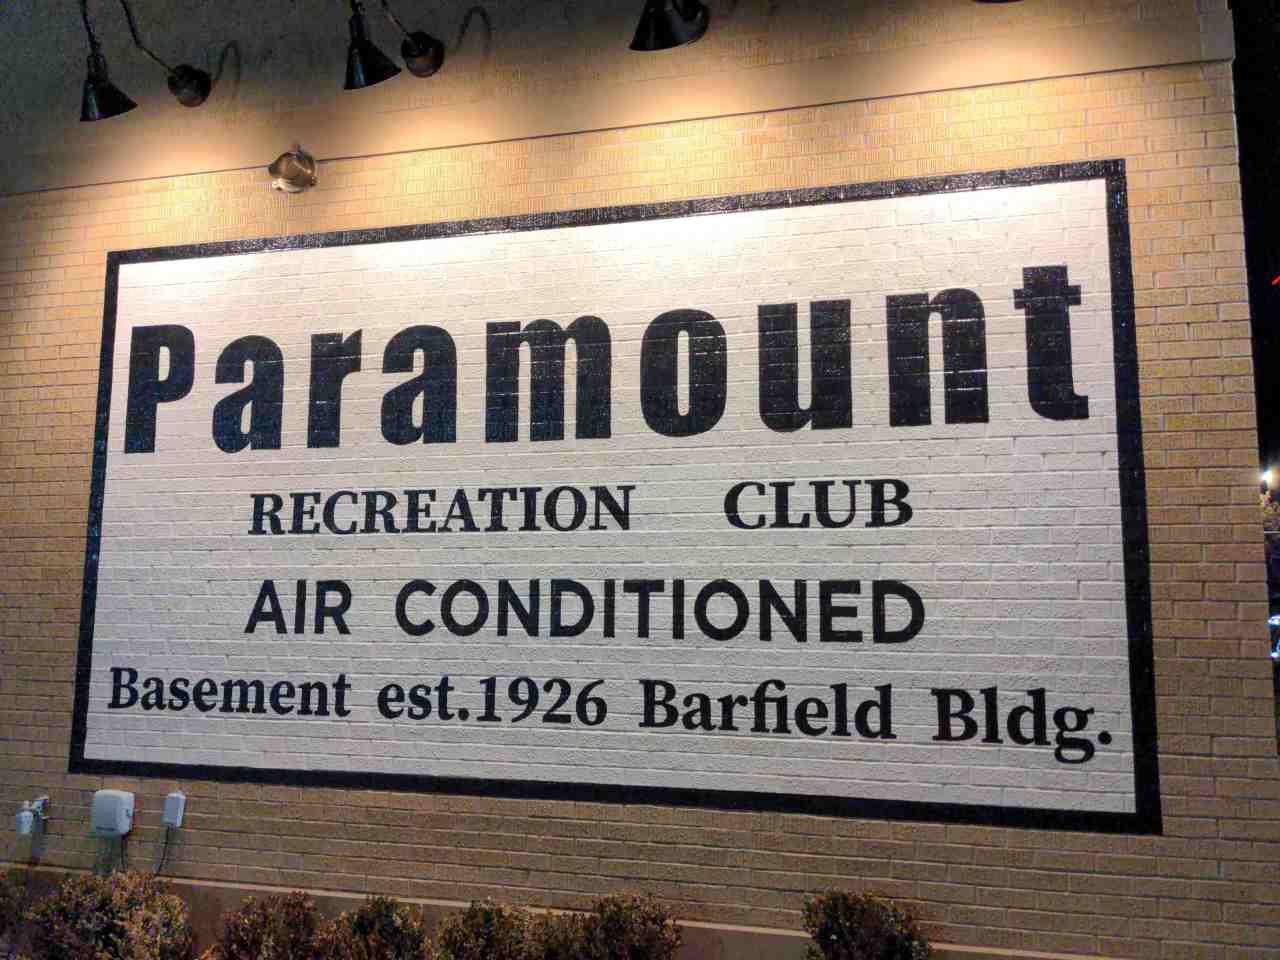 Paramount
RECREATION CLUB
AIR CONDITIONED
Basement est.1926 Barfield Bldg.